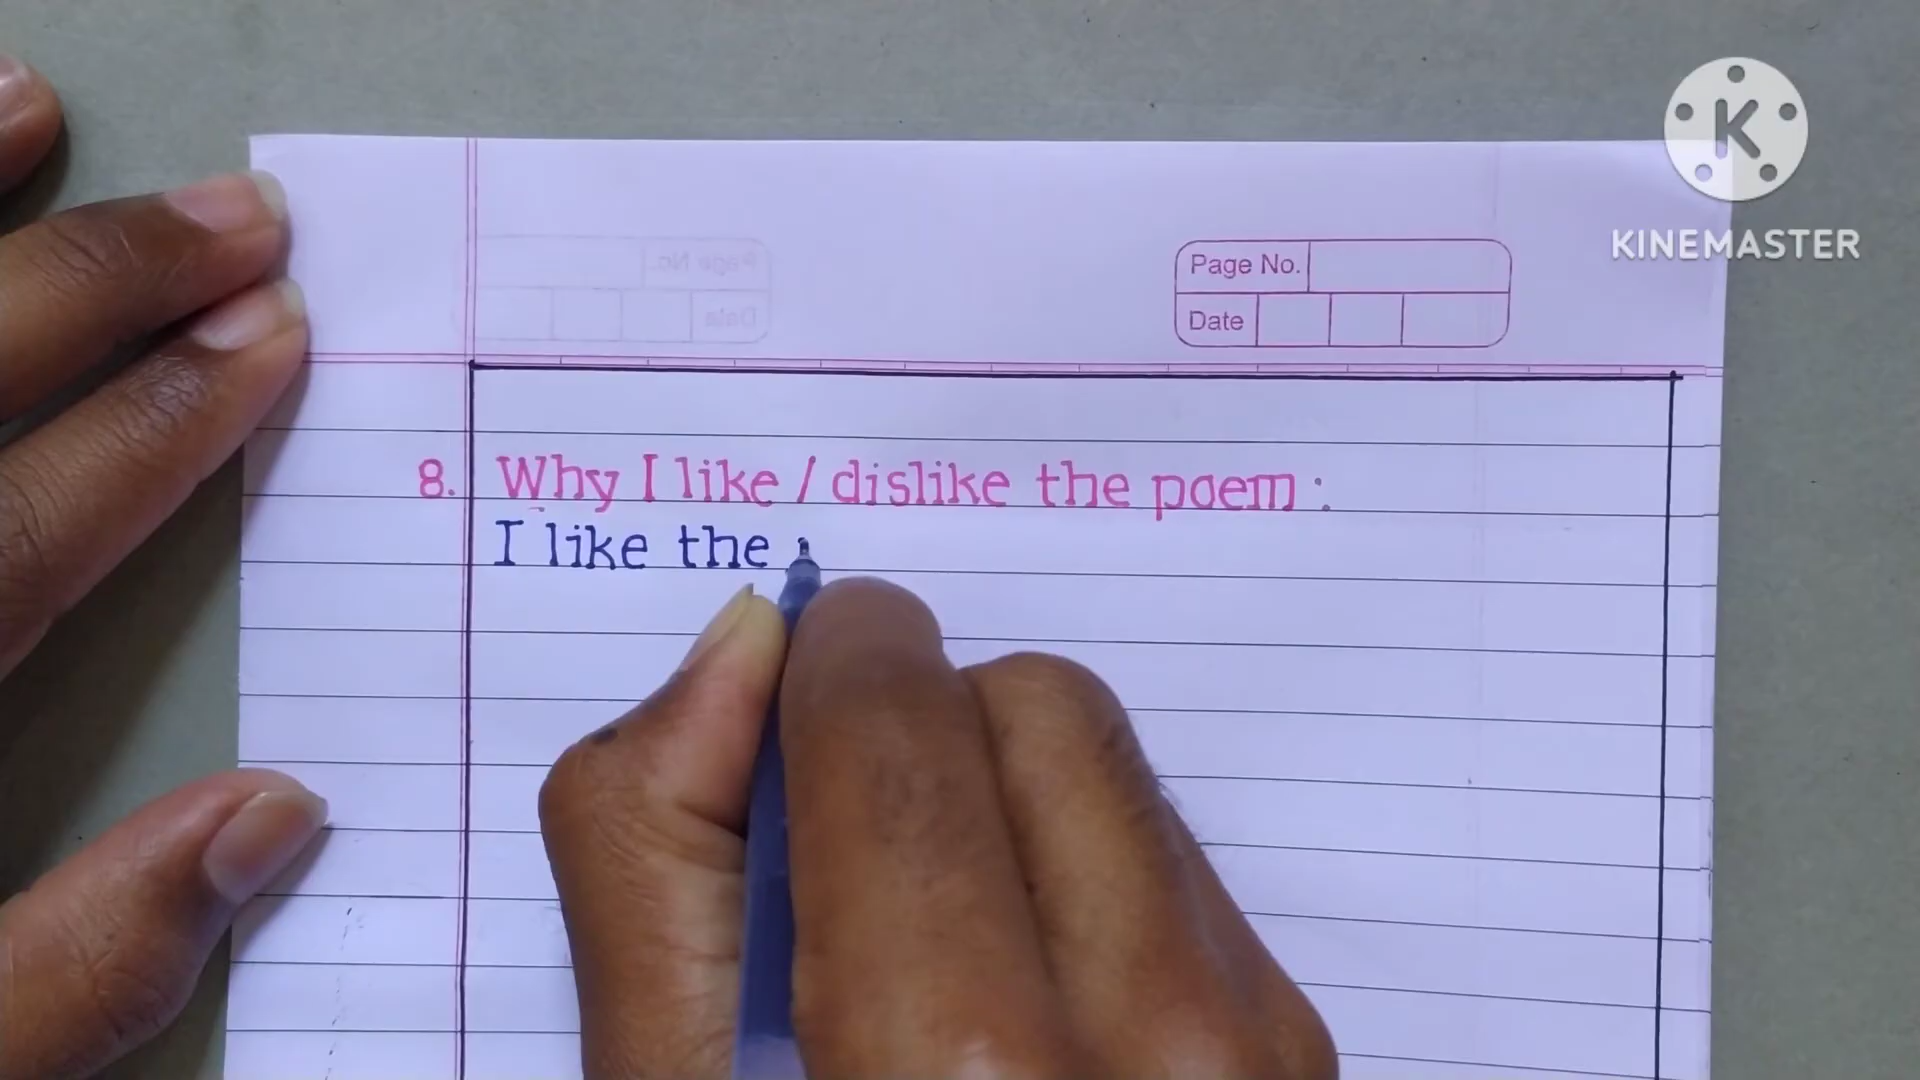 K
KINEMASTER
Page No.
Date
8. Why I like / dislike the poem :
I like the